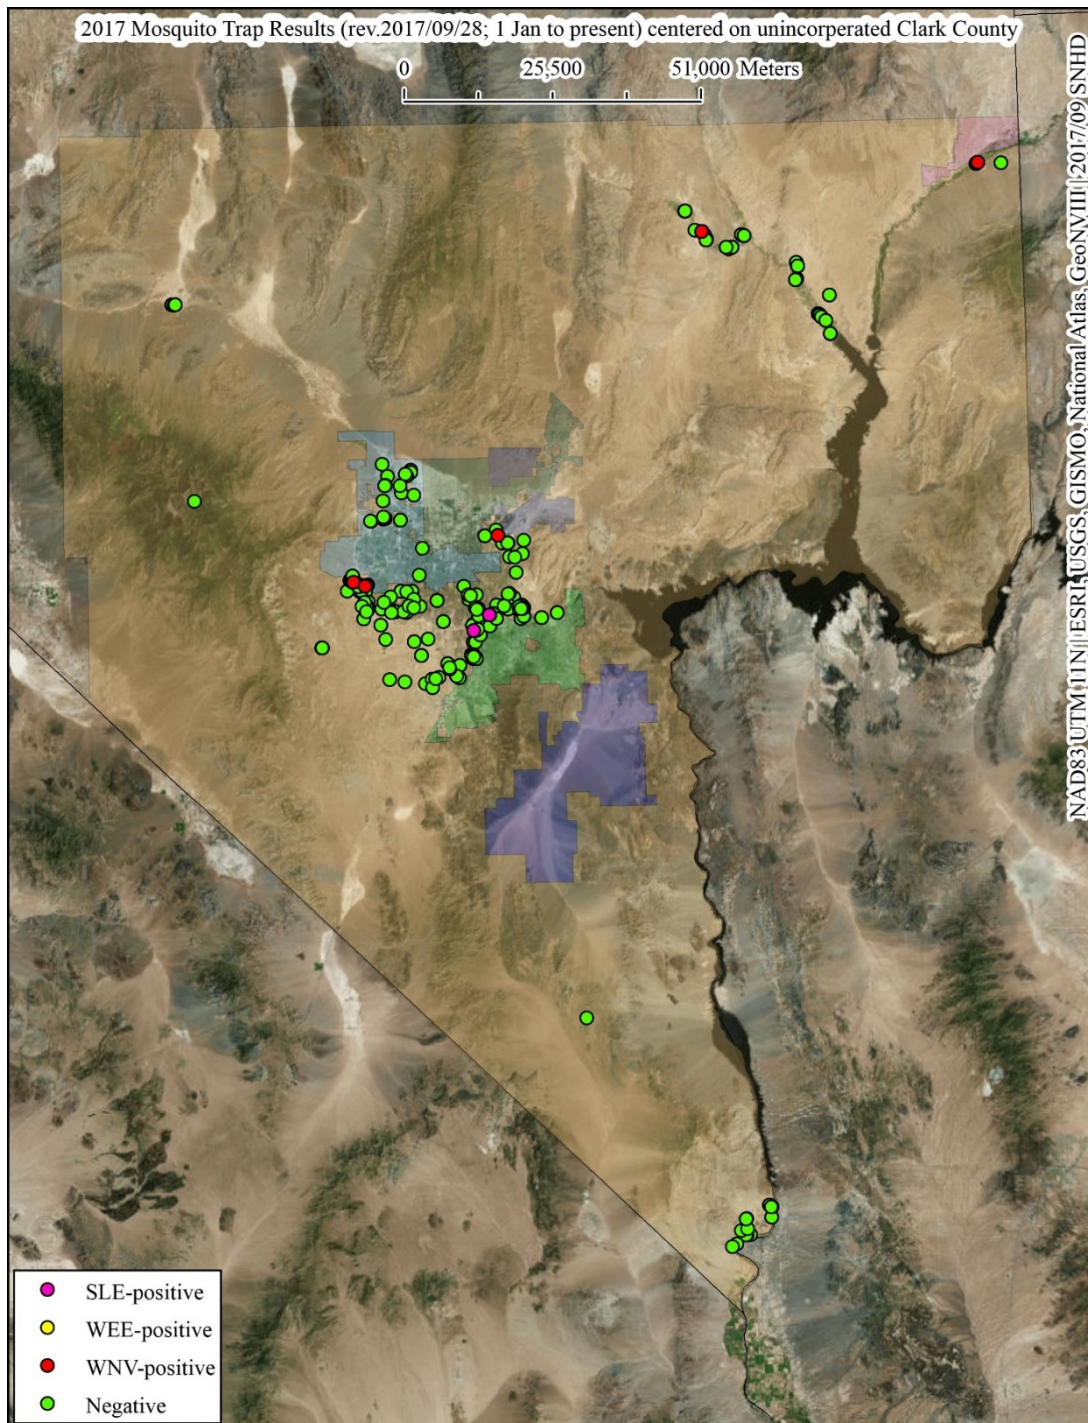 2017 Mosquito Trap Results (rev.2017/09/28; 1 Jan to present) centered on unincorperated Clark County
0 25,500 51,000 Meters
NAD83 UTM 11N | ESRI, USGS, GISMO, National Atlas, GeoNVIII | 2017/09 SNHD
SLE-positive
WEE-positive
WNV-positive
Negative